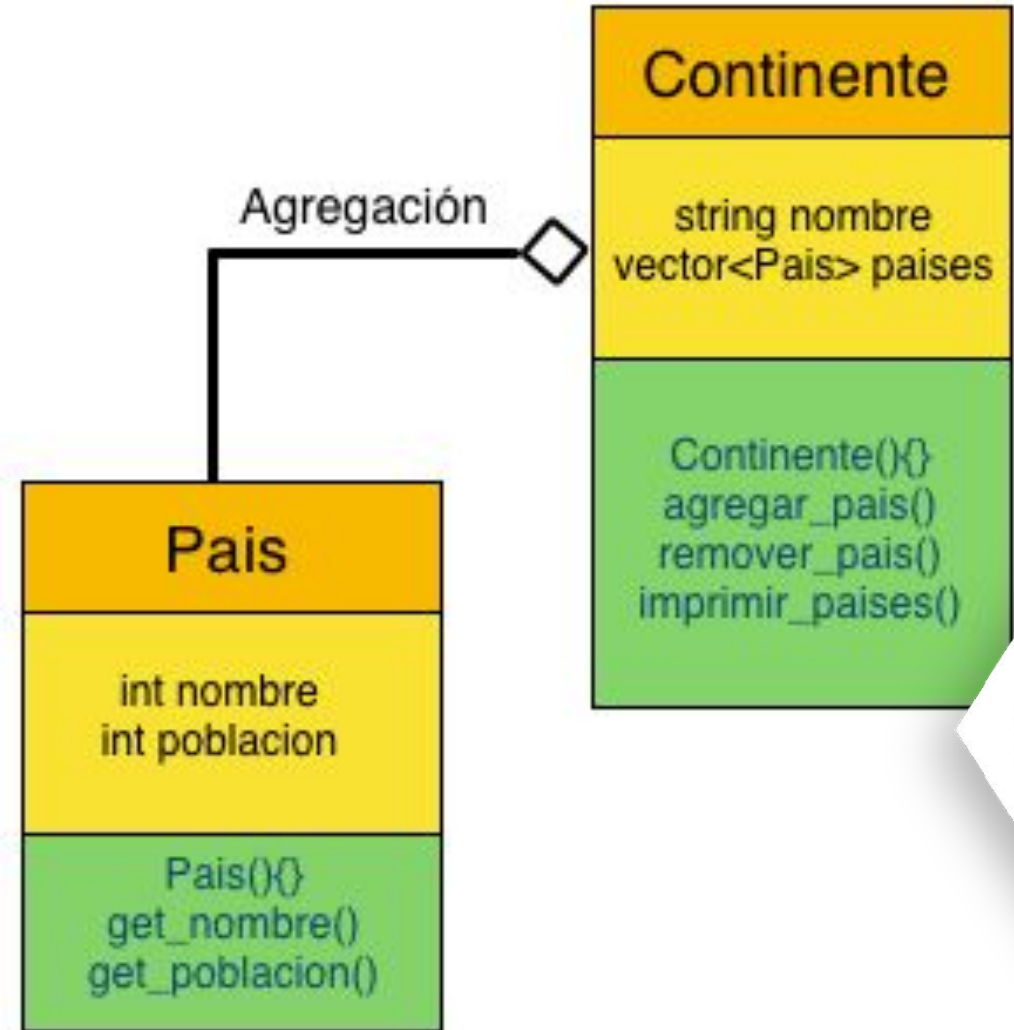 Continente
string nombre
vector<Pais> paises
Continente(){}
agregar_pais()
remover_pais()
imprimir_paises()
Agregación
Pais
int nombre
int poblacion
Pais(){}
get_nombre()
get_poblacion()